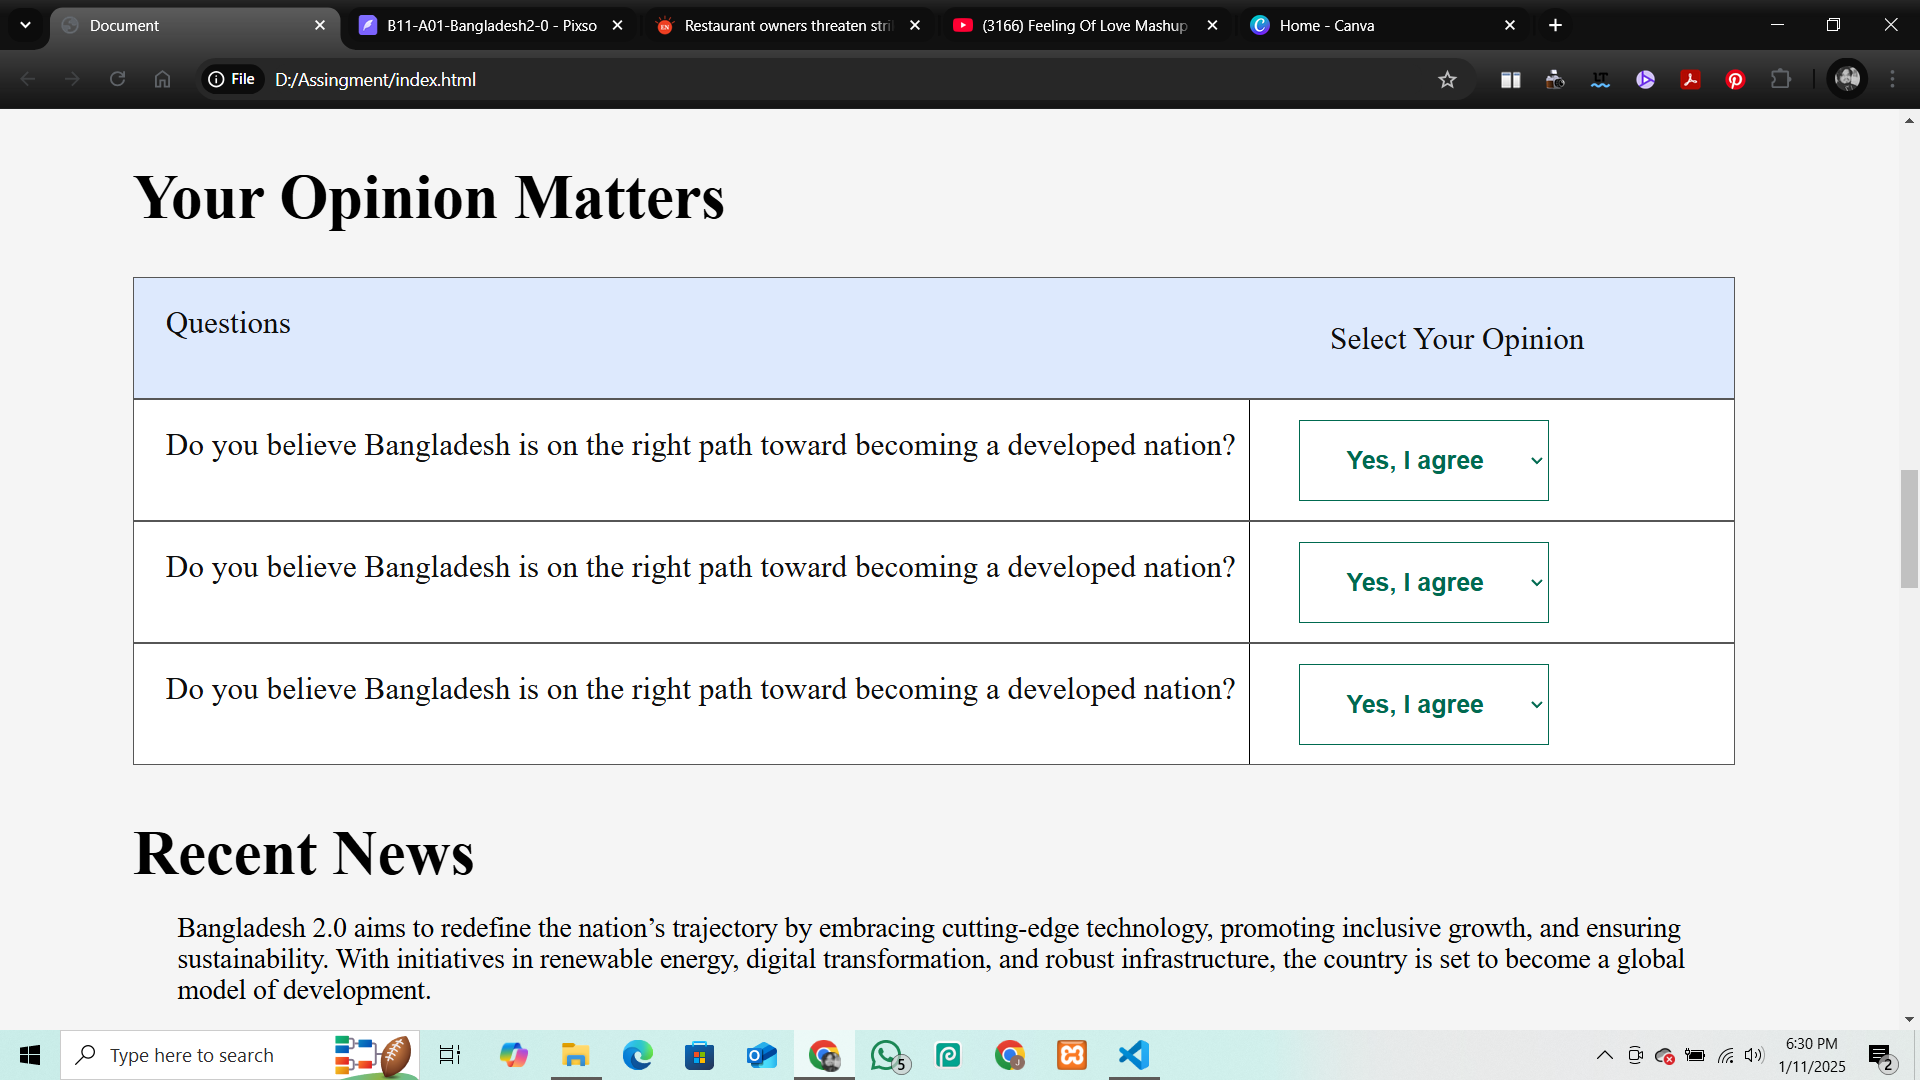 Document
B11-A01-Bangladesh2-0 - Pixso
Restaurant owners threaten stri
(3166) Feeling Of Love Mashup
Home - Canva
File
D:/Assingment/index.html
Your Opinion Matters
Questions
Select Your Opinion
Do you believe Bangladesh is on the right path toward becoming a developed nation?
Yes, I agree
Do you believe Bangladesh is on the right path toward becoming a developed nation?
Yes, I agree
Do you believe Bangladesh is on the right path toward becoming a developed nation?
Yes, I agree
Recent News
Bangladesh 2.0 aims to redefine the nation’s trajectory by embracing cutting-edge technology, promoting inclusive growth, and ensuring
sustainability. With initiatives in renewable energy, digital transformation, and robust infrastructure, the country is set to become a global
model of development.
Type here to search
5
6:30 PM
1/11/2025
2